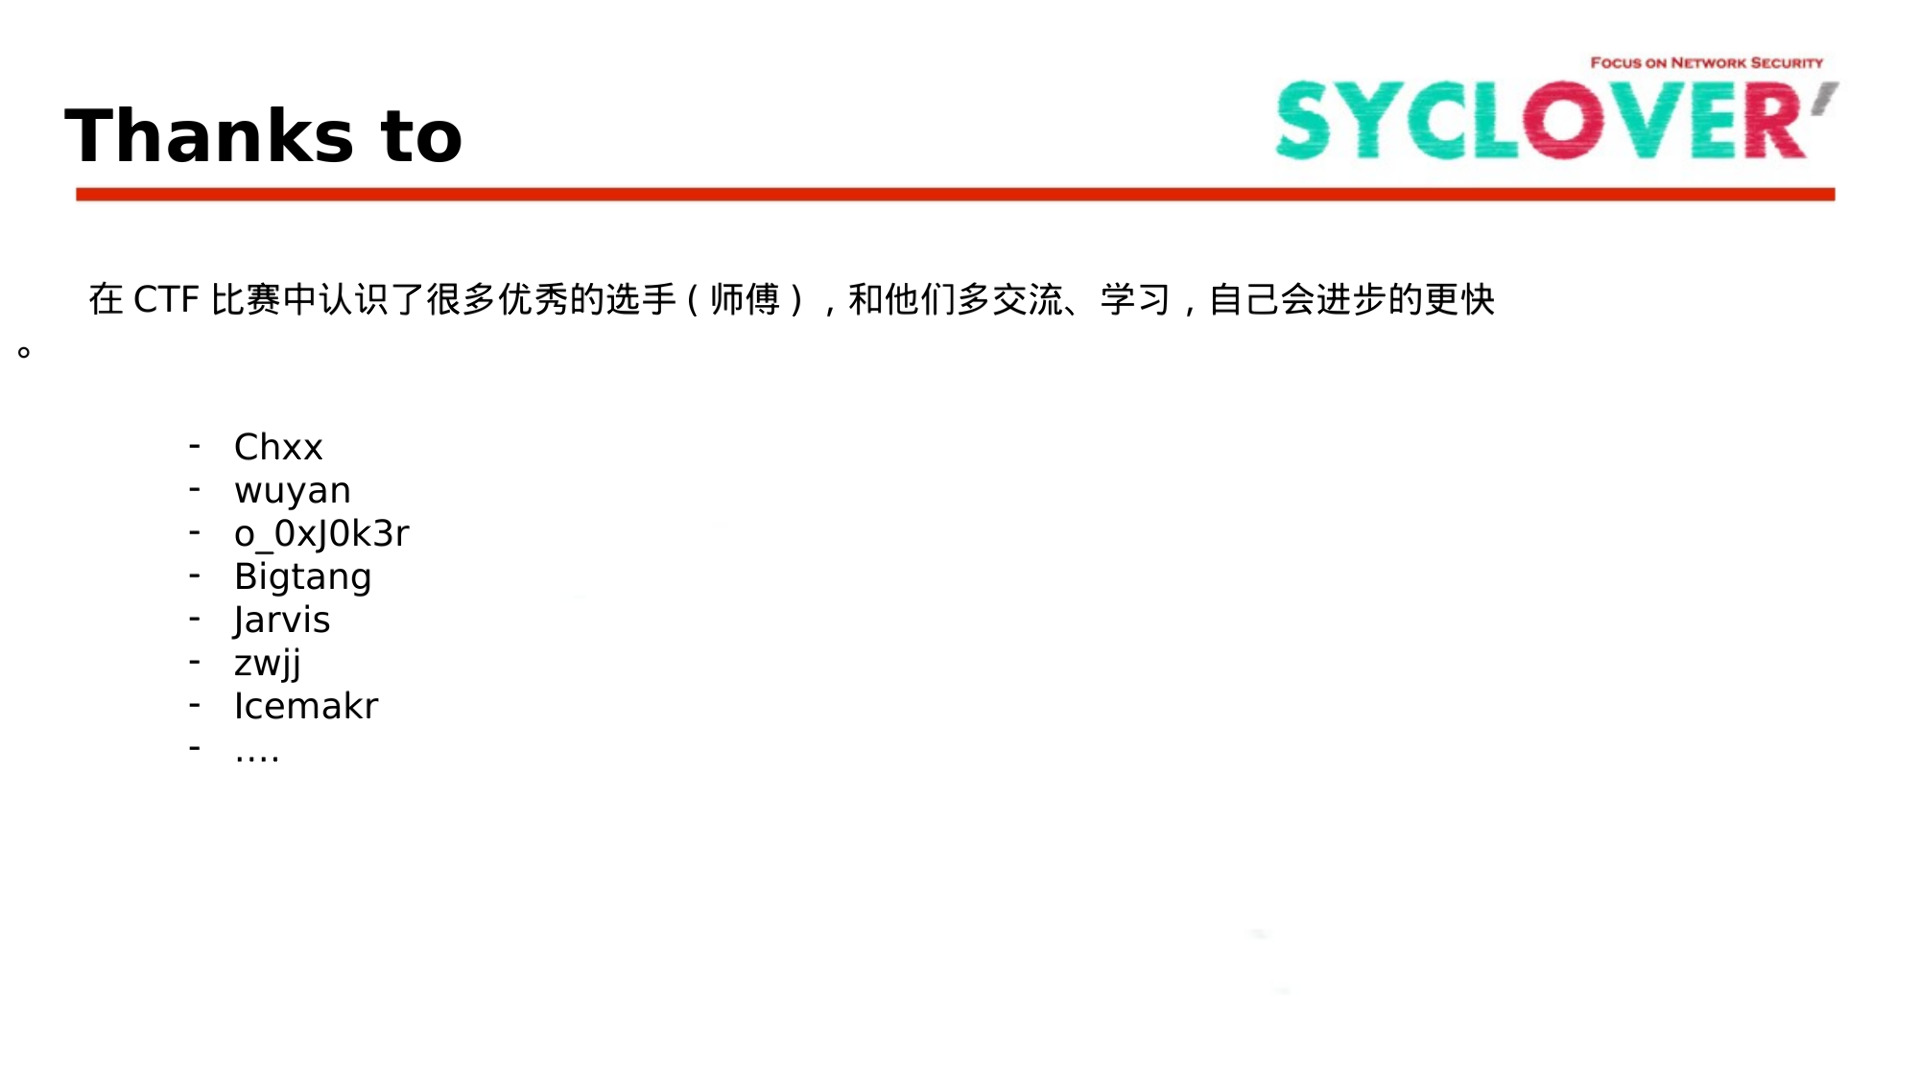 FOCUS ON NETWORK SECURITY
SYCLOVER'
Thanks to
在 CTF 比赛中认识了很多优秀的选手 ( 师傅 ) , 和他们多交流、学习 , 自己会进步的更快
。
- Chxx
- wuyan
- o_0xJ0k3r
- Bigtang
- Jarvis
- zwjj
- Icemakr
- ....